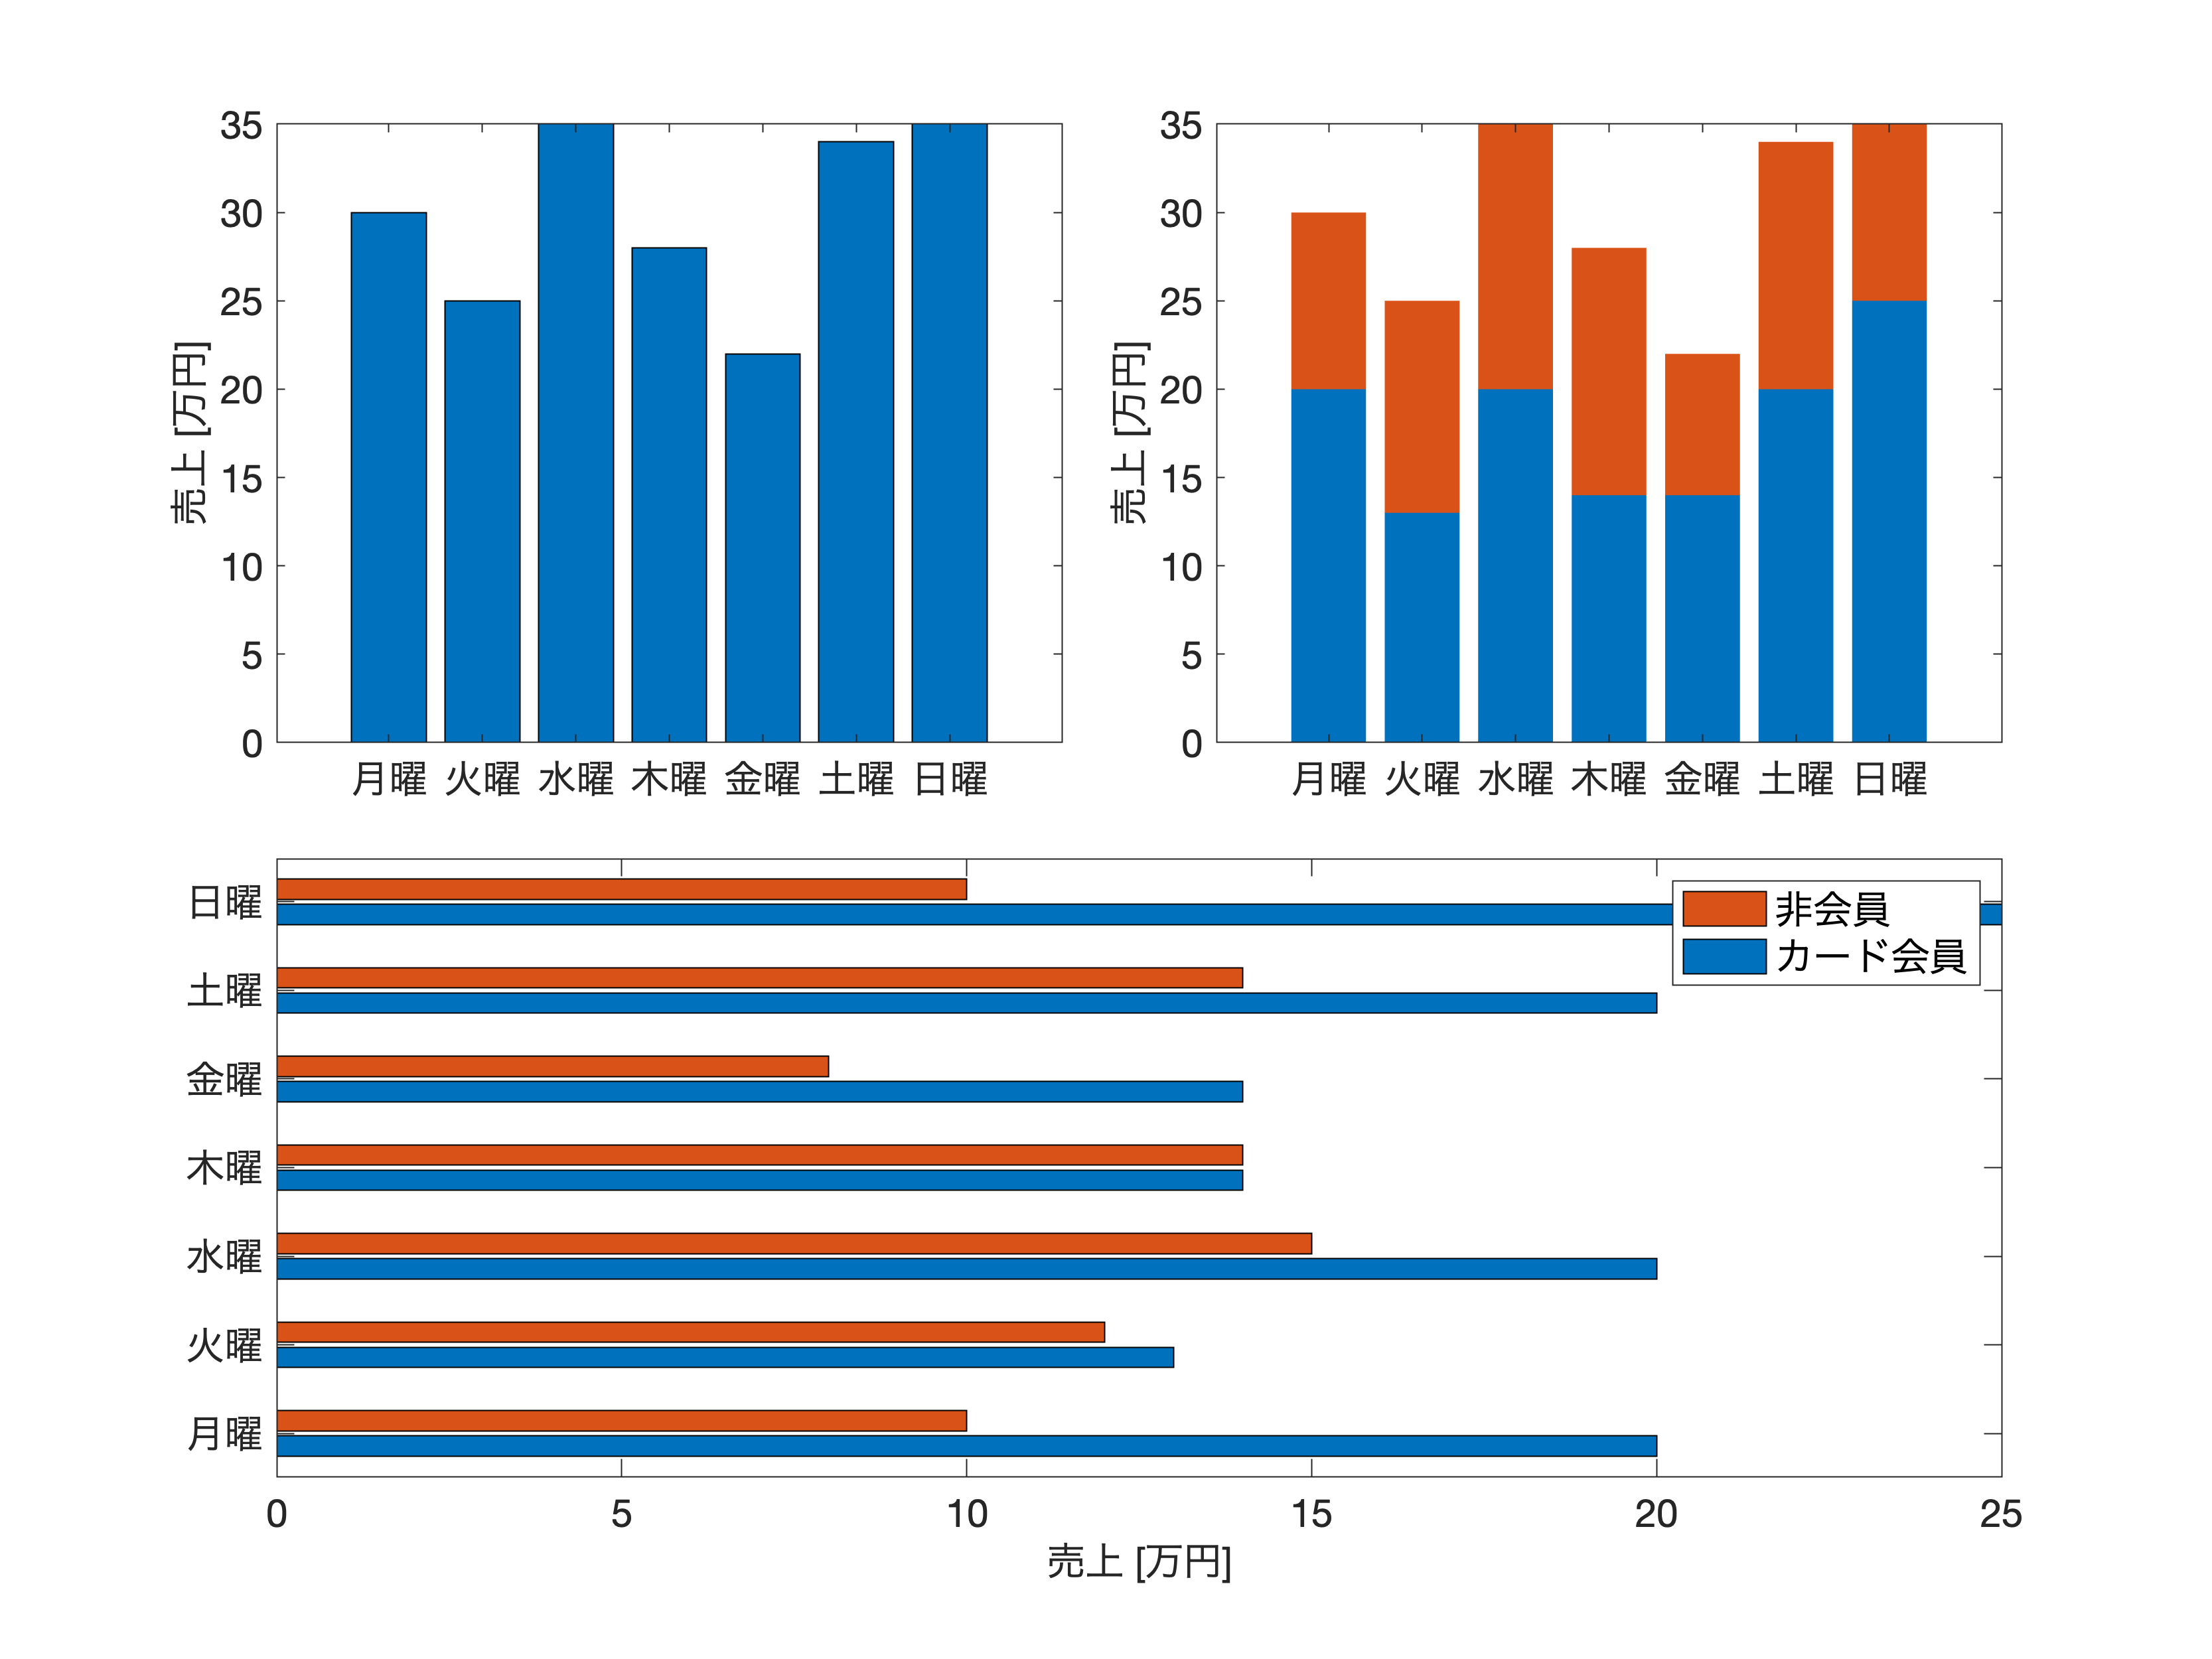 35
30
25
20
15
10
5
0
売上 [万円]
月曜 火曜 水曜 木曜 金曜 土曜 日曜
35
30
25
20
15
10
5
0
売上 [万円]
月曜 火曜 水曜 木曜 金曜 土曜 日曜
日曜
土曜
金曜
木曜
水曜
火曜
月曜
非会員
カード会員
0 5 10 15 20 25
売上 [万円]